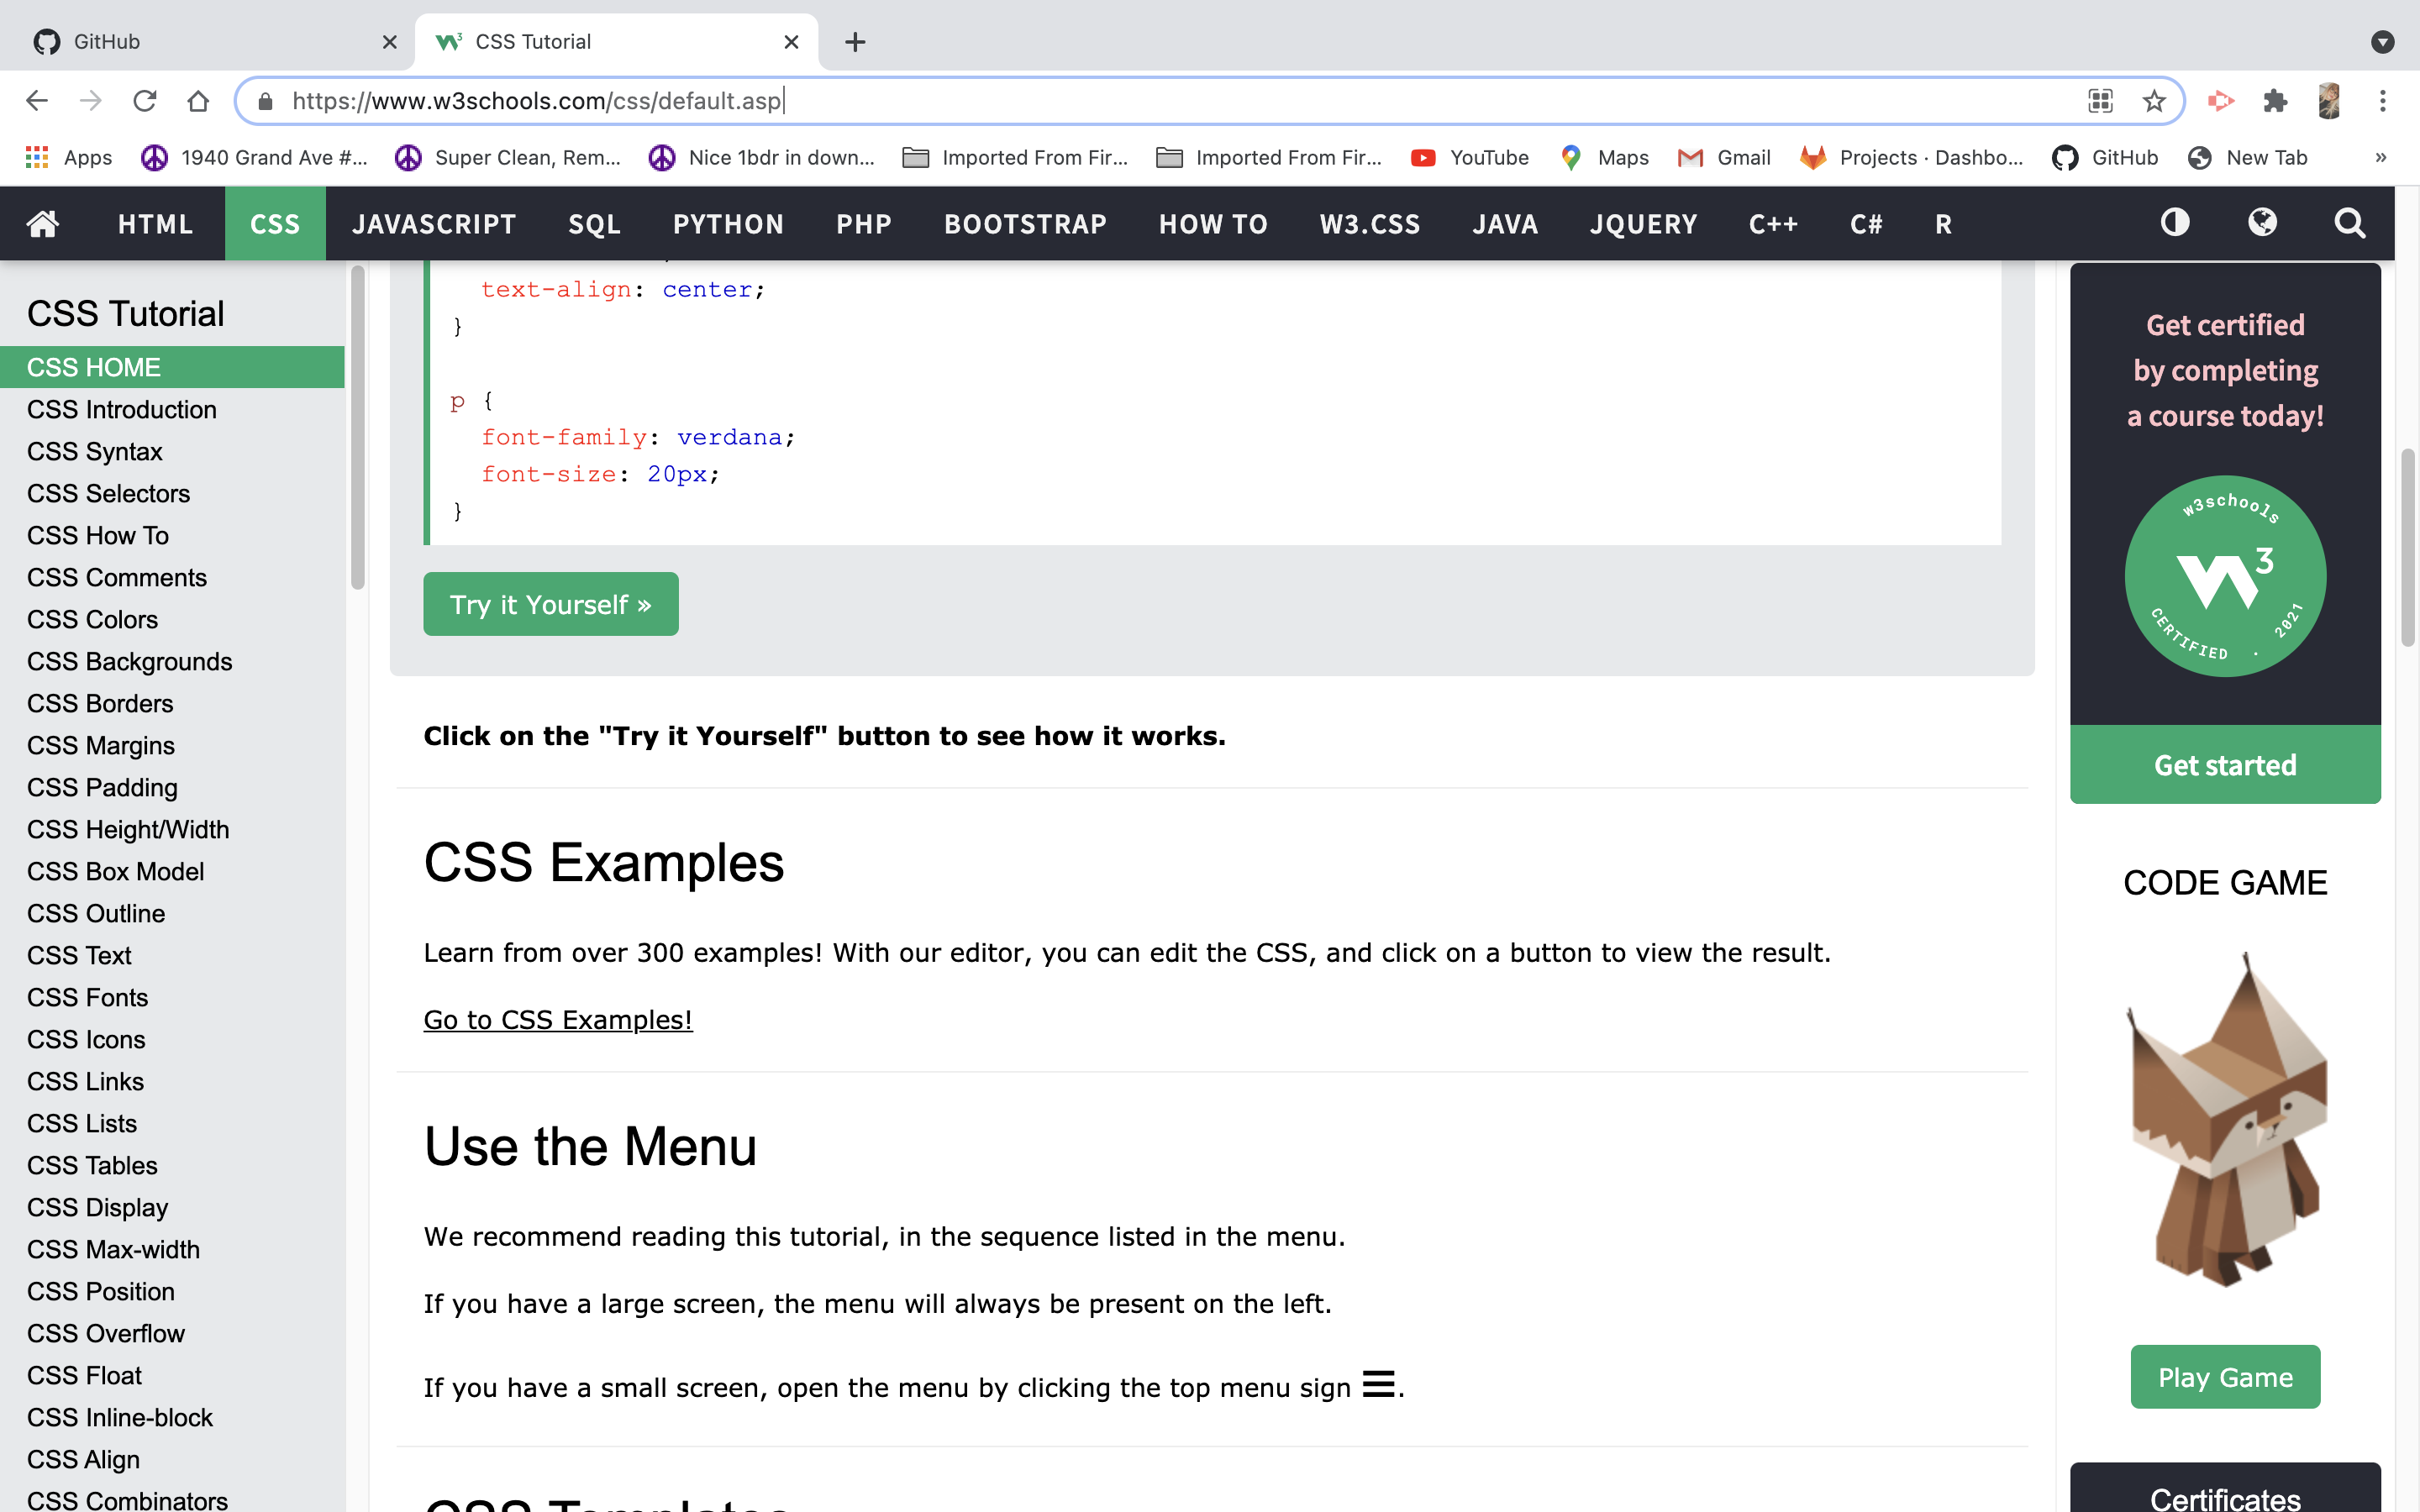 GitHub
CSS Tutorial
https://www.w3schools.com/css/default.asp
Apps 1940 Grand Ave #... Super Clean, Rem... Nice 1bdr in down... Imported From Fir... Imported From Fir... YouTube Maps Gmail Projects · Dashbo... GitHub New Tab »
HTML CSS JAVASCRIPT SQL PYTHON PHP BOOTSTRAP HOW TO W3.CSS JAVA JQUERY C++ C# R
CSS Tutorial
CSS HOME
CSS Introduction
CSS Syntax
CSS Selectors
CSS How To
CSS Comments
CSS Colors
CSS Backgrounds
CSS Borders
CSS Margins
CSS Padding
CSS Height/Width
CSS Box Model
CSS Outline
CSS Text
CSS Fonts
CSS Icons
CSS Links
CSS Lists
CSS Tables
CSS Display
CSS Max-width
CSS Position
CSS Overflow
CSS Float
CSS Inline-block
CSS Align
CSS Combinators
text-align: center;
}
p {
font-family: verdana;
font-size: 20px;
}
Try it Yourself »
Click on the "Try it Yourself" button to see how it works.
CSS Examples
Learn from over 300 examples! With our editor, you can edit the CSS, and click on a button to view the result.
Go to CSS Examples!
Use the Menu
We recommend reading this tutorial, in the sequence listed in the menu.
If you have a large screen, the menu will always be present on the left.
If you have a small screen, open the menu by clicking the top menu sign ☰.
CSS Templates
Get certified
by completing
a course today!
w3schools
W3
CERTIFIED . 2021
Get started
CODE GAME
Play Game
Certificates